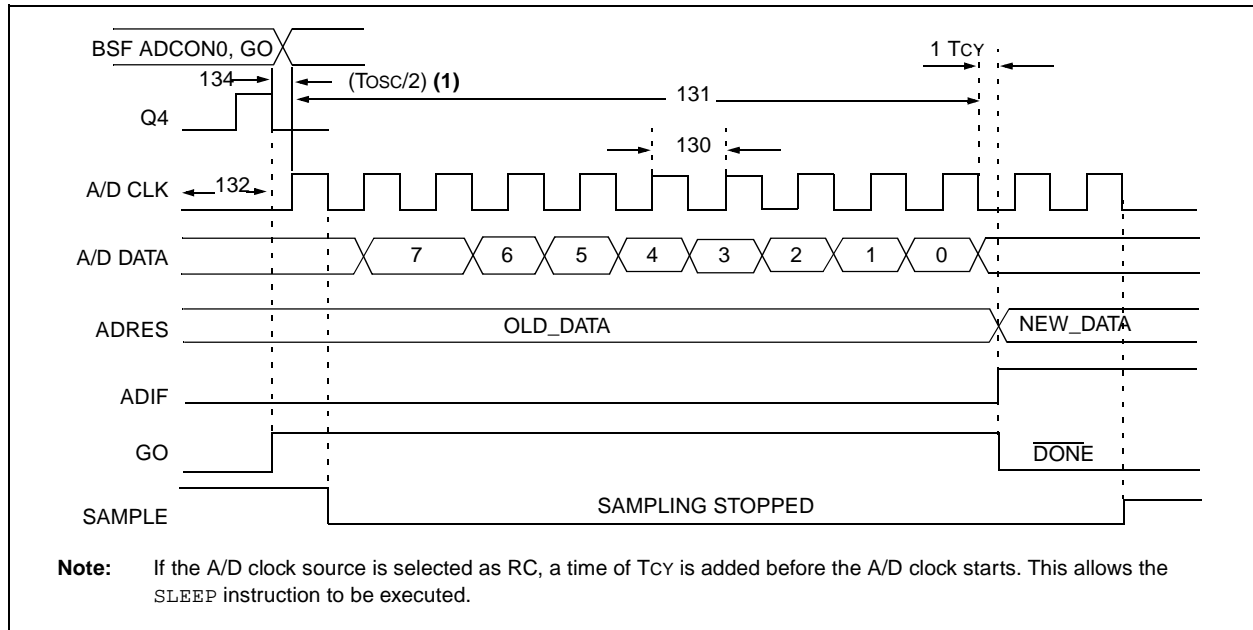 BSF ADCON0, GO
1 TCY
134
(TOSC/2) (1)
131
Q4
130
A/D CLK
132
A/D DATA
7 6 5 4 3 2 1 0
ADRES
OLD_DATA
NEW_DATA
ADIF
GO
DONE
SAMPLE
SAMPLING STOPPED
Note: If the A/D clock source is selected as RC, a time of TCY is added before the A/D clock starts. This allows the
SLEEP instruction to be executed.